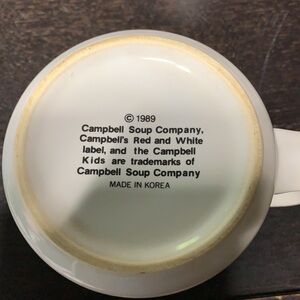 © 1989
Campbell Soup Company,
Campbell's Red and White
label, and the Campbell
Kids are trademarks of
Campbell Soup Company
MADE IN KOREA